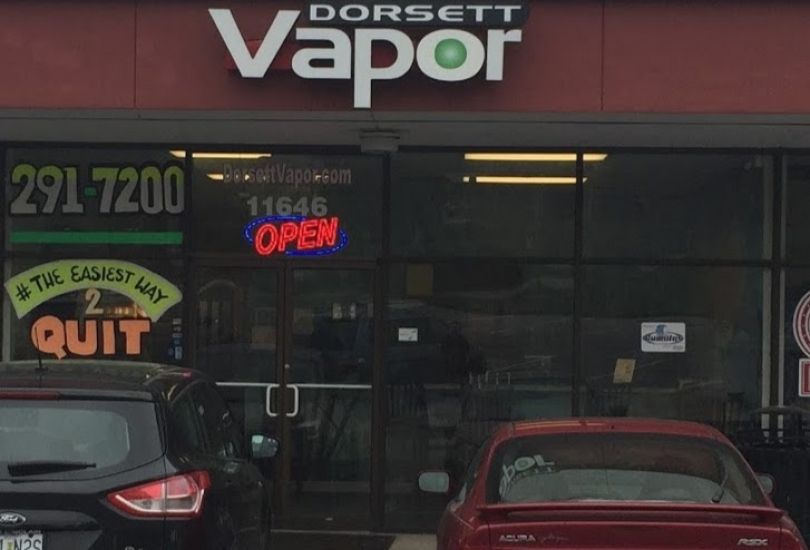 DORSETT
Vapor
291-7200
DorsettVapor.com
11646
OPEN
#THE EASIEST WAY
2
QUIT
ACURA
RSX